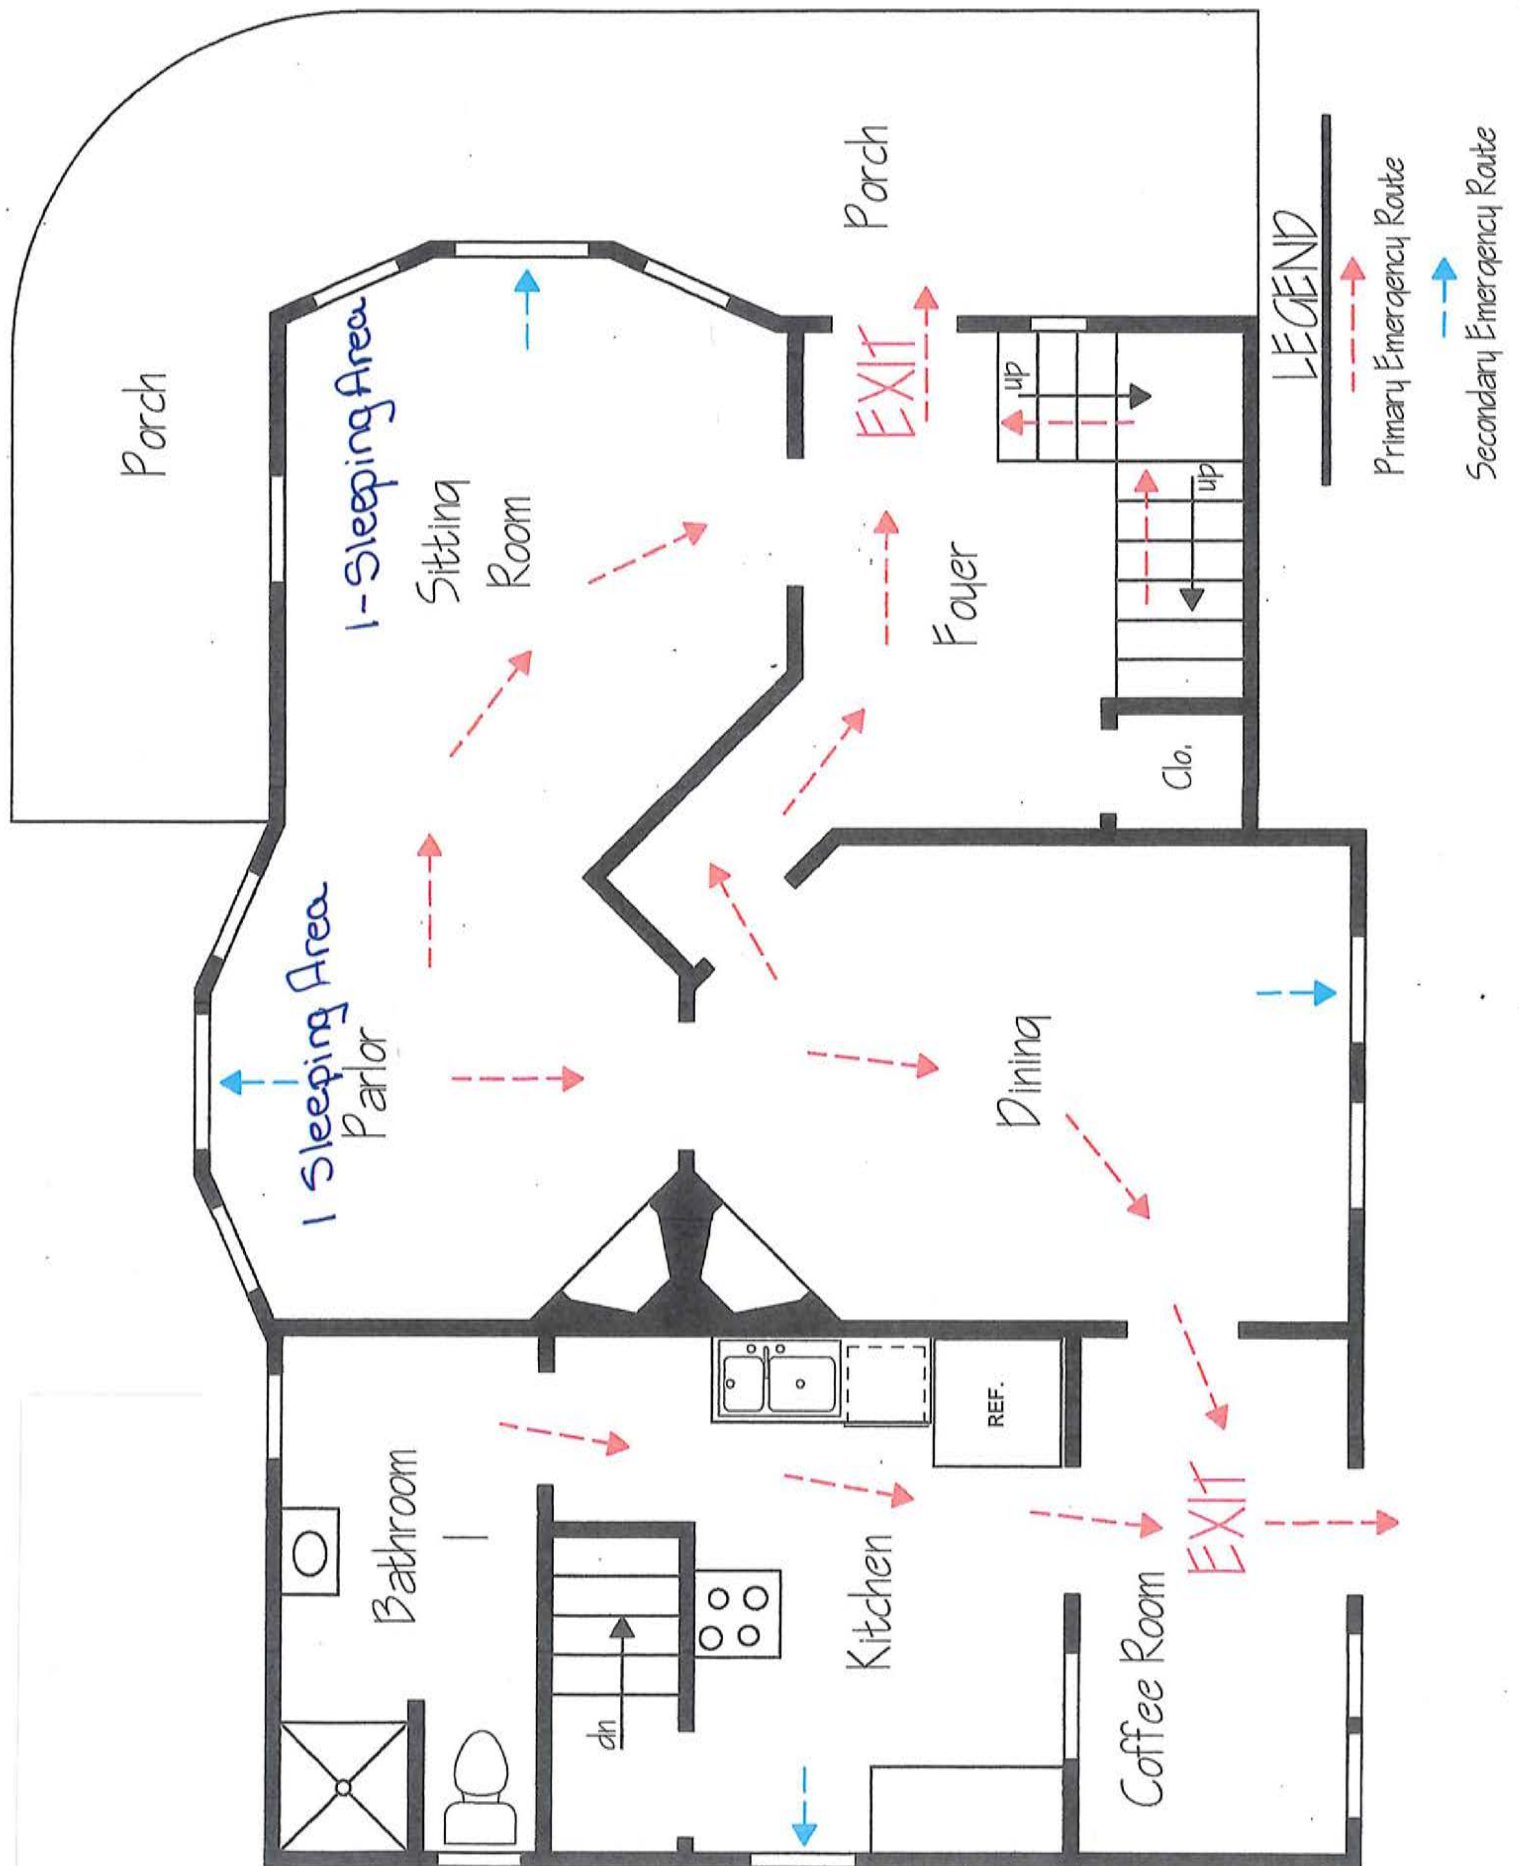 Porch
1-Sleeping Area
Sitting
Room
Porch
EXIT
up
up
Foyer
Clo.
1 Sleeping Area
Parlor
Dining
Bathroom
1
dn
Kitchen
REF.
EXIT
Coffee Room
LEGEND
Primary Emergency Route
Secondary Emergency Route